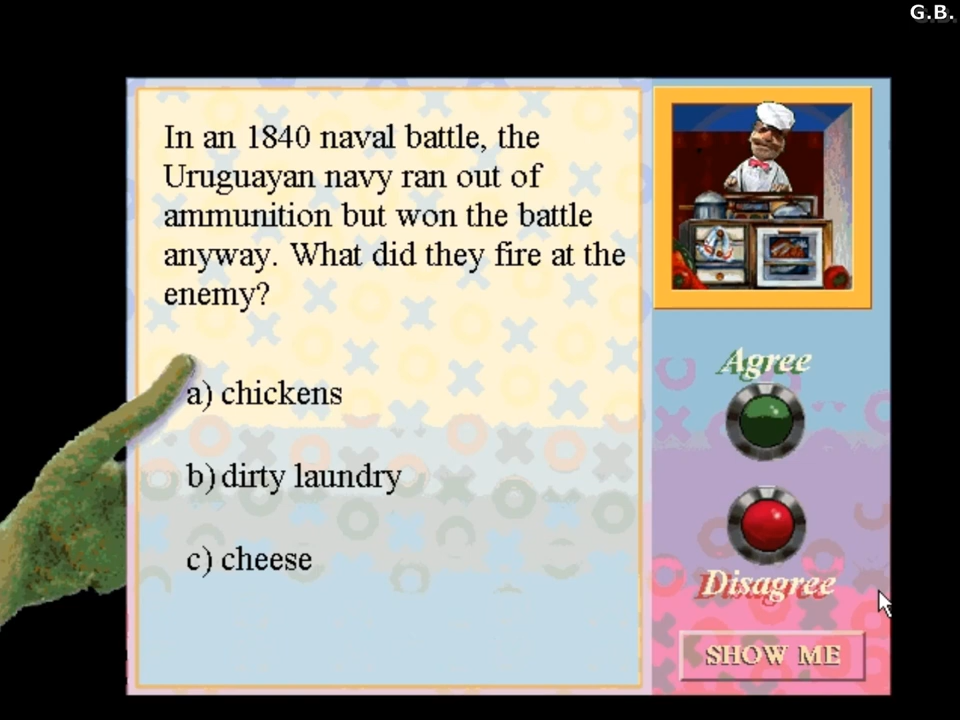 G.B.
In an 1840 naval battle, the
Uruguayan navy ran out of
ammunition but won the battle
anyway. What did they fire at the
enemy?
a) chickens
b) dirty laundry
c) cheese
Agree
Disagree
SHOW ME